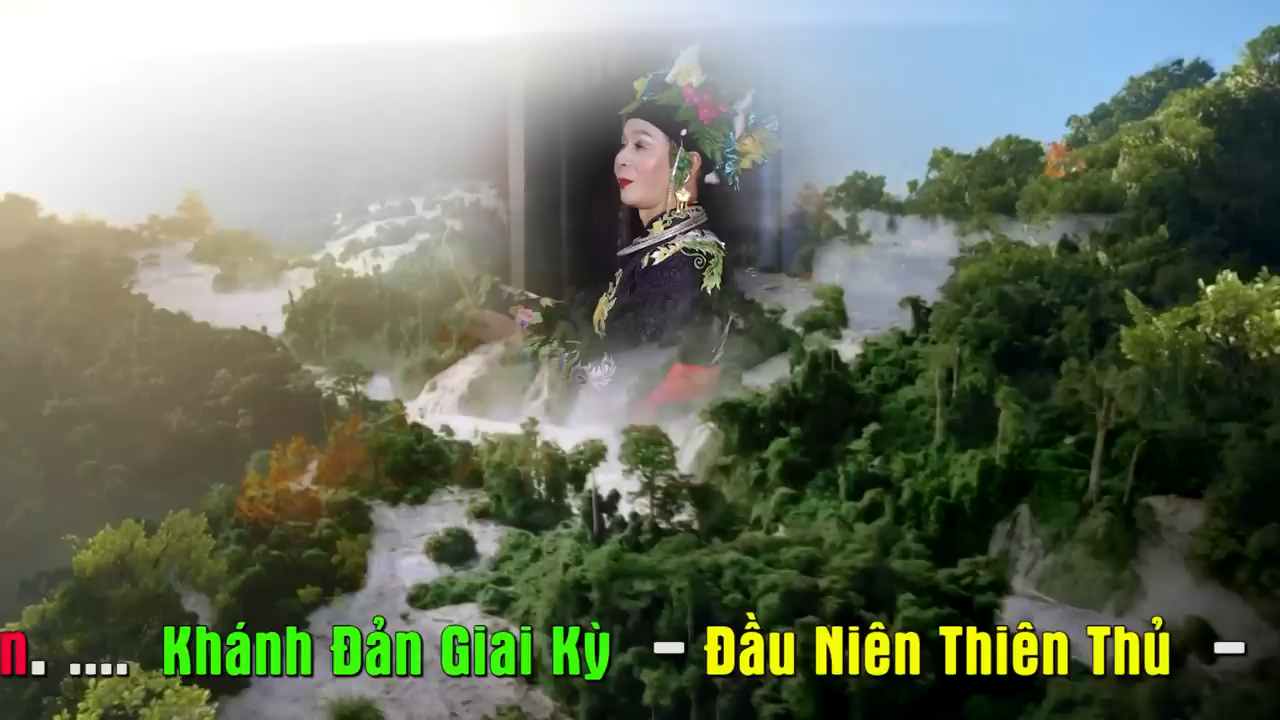 n. .... Khánh Đản Giai Kỳ - Đầu Niên Thiên Thủ -